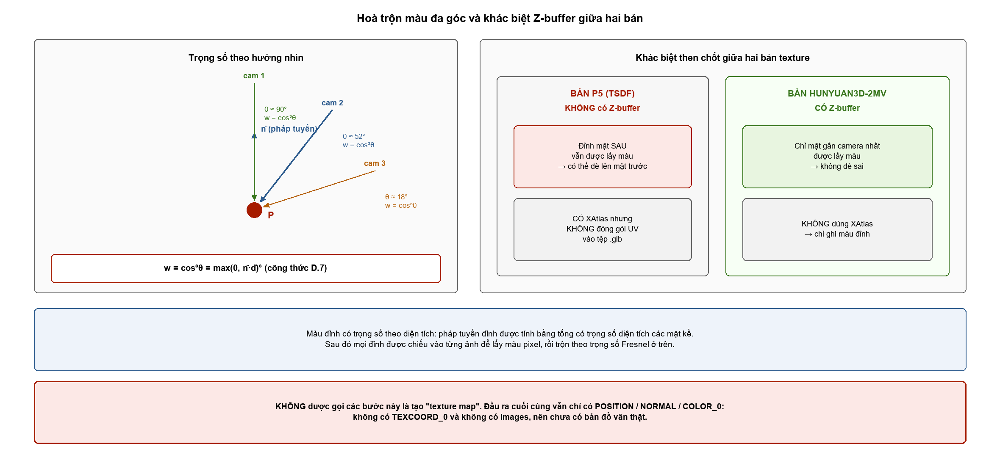 Hoà trộn màu đa góc và khác biệt Z-buffer giữa hai bản
Trọng số theo hướng nhìn
cam 1
cam 2
θ ≈ 90°
w = cos³θ
n̂ (pháp tuyến)
θ ≈ 52°
w = cos³θ
cam 3
θ ≈ 18°
w = cos³θ
P
w = cos³θ = max(0, n̂·d̂)³ (công thức D.7)
Khác biệt then chốt giữa hai bản texture
BẢN P5 (TSDF)
KHÔNG có Z-buffer
Đỉnh mặt SAU
vẫn được lấy màu
→ có thể đè lên mặt trước
CÓ XAtlas nhưng
KHÔNG đóng gói UV
vào tệp .glb
BẢN HUNYUAN3D-2MV
CÓ Z-buffer
Chỉ mặt gần camera nhất
được lấy màu
→ không đè sai
KHÔNG dùng XAtlas
→ chỉ ghi màu đỉnh
Màu đỉnh có trọng số theo diện tích: pháp tuyến đỉnh được tính bằng tổng có trọng số diện tích các mặt kề.
Sau đó mọi đỉnh được chiếu vào từng ảnh để lấy màu pixel, rồi trộn theo trọng số Fresnel ở trên.
KHÔNG được gọi các bước này là tạo "texture map". Đầu ra cuối cùng vẫn chỉ có POSITION / NORMAL / COLOR_0:
không có TEXCOORD_0 và không có images, nên chưa có bản đồ vân thật.